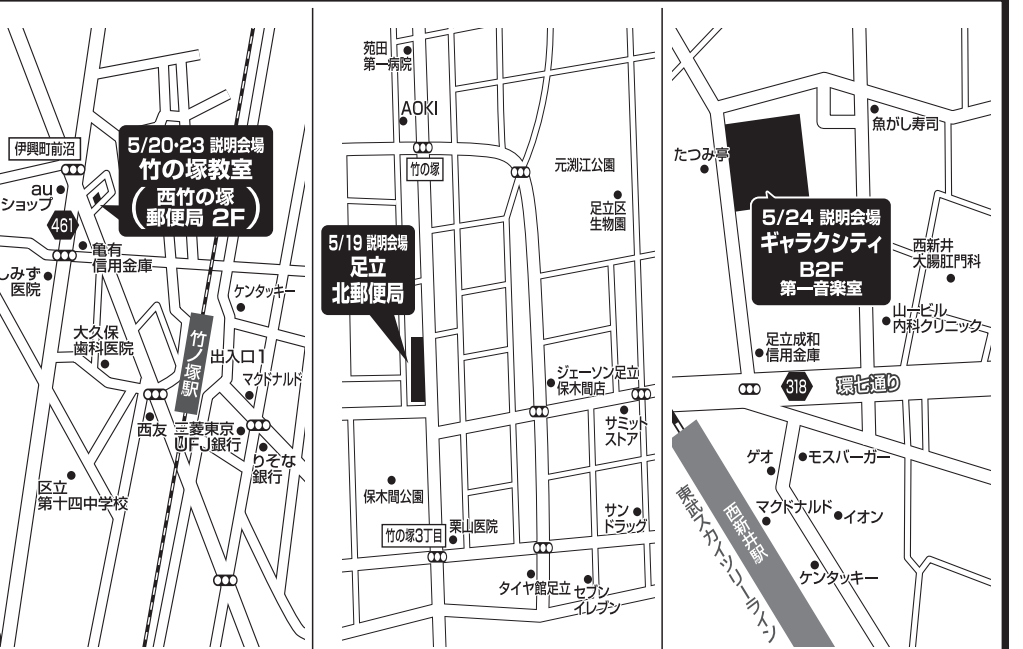 伊興町前沼
5/20・23 説明会場
竹の塚教室
(西竹の塚
郵便局 2F)
au
ショップ
461
亀有
信用金庫
しみず
医院
ケンタッキー
大久保
歯科医院
竹ノ塚駅
出入口1
マクドナルド
西友
三菱東京
UFJ銀行
りそな
銀行
区立
第十四中学校
苑田
第一病院
AOKI
竹の塚
元渕江公園
足立区
生物園
5/19 説明会場
足立
北郵便局
ジェーソン足立
保木間店
サミット
ストア
保木間公園
竹の塚3丁目
栗山医院
サン
ドラッグ
タイヤ館足立
セブン
イレブン
魚がし寿司
たつみ亭
5/24 説明会場
ギャラクシティ
B2F
第一音楽室
西新井
大腸肛門科
山一ビル
内科クリニック
足立成和
信用金庫
318
環七通り
ゲオ
モスバーガー
マクドナルド
イオン
西新井駅
東武スカイツリーライン
ケンタッキー